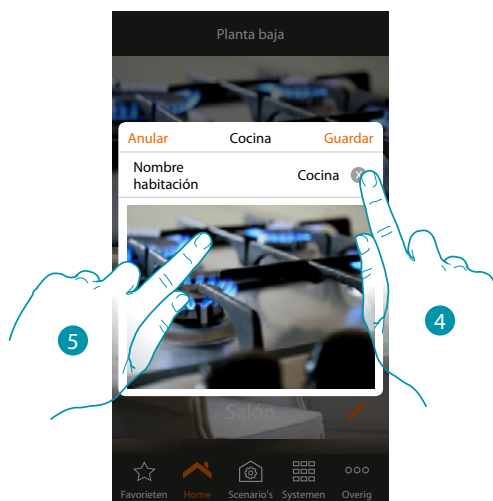 Planta baja
Anular Cocina Guardar
Nombre
habitación
Cocina X
5
4
Salón
Favorieten Home Scenario's Systemen Overig